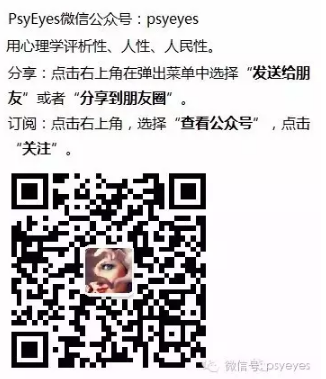 PsyEyes微信公众号：psyeyes
用心理学评析性、人性、人民性。
分享：点击右上角在弹出菜单中选择“发送给朋
友”或者“分享到朋友圈”。
订阅：点击右上角，选择“查看公众号”，点击
“关注”。
微信号: psyeyes